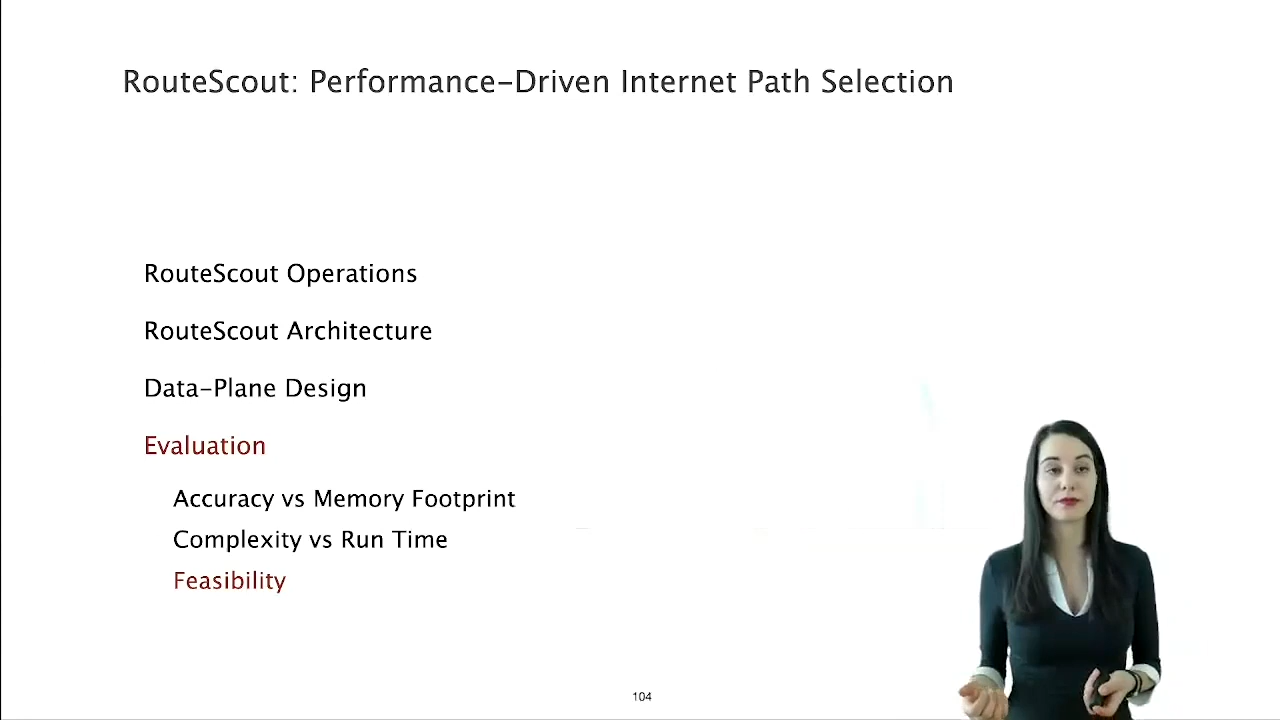 RouteScout: Performance-Driven Internet Path Selection
RouteScout Operations
RouteScout Architecture
Data-Plane Design
Evaluation
Accuracy vs Memory Footprint
Complexity vs Run Time
Feasibility
104